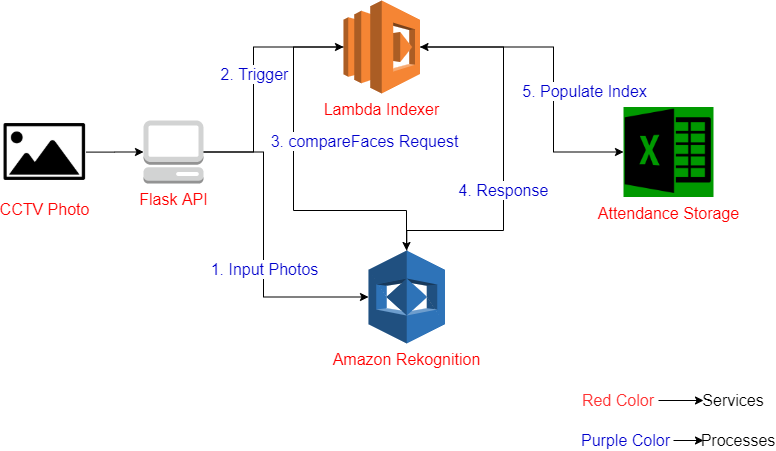 2. Trigger
Lambda Indexer
5. Populate Index
3. compareFaces Request
X
CCTV Photo
Flask API
4. Response
Attendance Storage
1. Input Photos
Amazon Rekognition
Red Color
Services
Purple Color
Processes